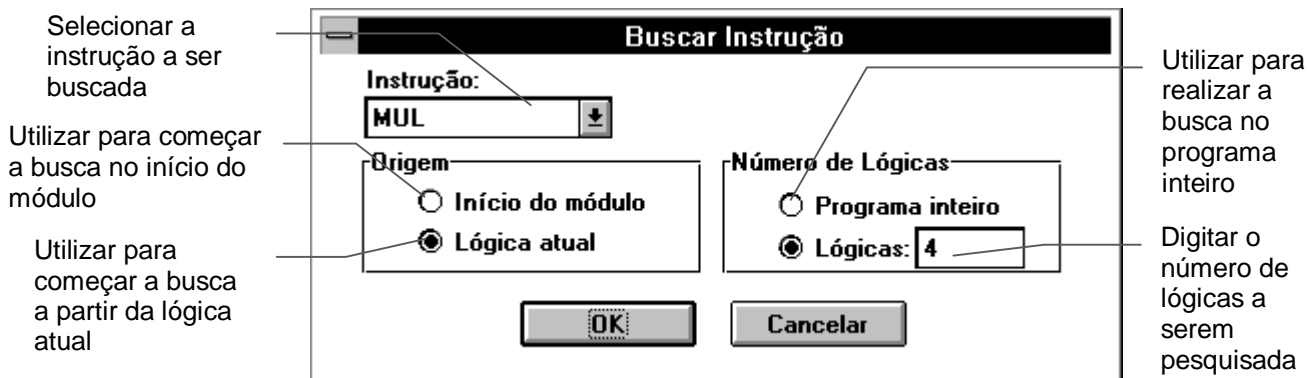 Selecionar a
instrução a ser
buscada
Utilizar para começar
a busca no início do
módulo
Utilizar para
começar a busca
a partir da lógica
atual
Buscar Instrução
Instrução:
MUL
Origem
Início do módulo
Lógica atual
Número de Lógicas
Programa inteiro
Lógicas: 4
OK
Cancelar
Utilizar para
realizar a
busca no
programa
inteiro
Digitar o
número de
lógicas a
serem
pesquisada